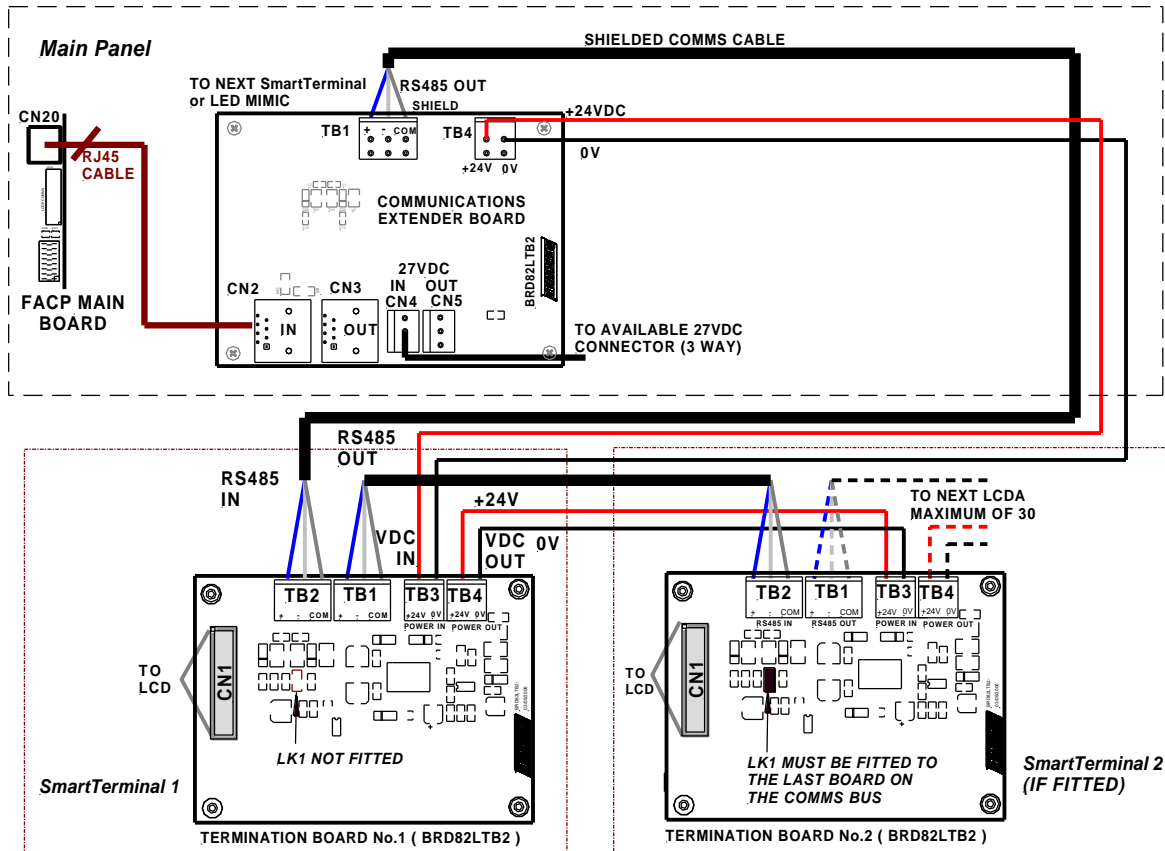 Main Panel
SHIELDED COMMS CABLE
TO NEXT SmartTerminal
or LED MIMIC
RS485 OUT
SHIELD
+24VDC
CN20
TB1
+ - COM
TB4
0V
RJ45
CABLE
+24V 0V
COMMUNICATIONS
EXTENDER BOARD
BRD82LTB2
27VDC
IN OUT
CN2
CN3
CN4 CN5
FACP MAIN
BOARD
IN
OUT
TO AVAILABLE 27VDC
CONNECTOR (3 WAY)
RS485
OUT
RS485
IN
+24V
TO NEXT LCDA
MAXIMUM OF 30
VDC
IN
VDC
OUT
0V
TB2
TB1
TB3
TB4
+ - COM
+ - COM
+24V 0V
+24V 0V
POWER IN
POWER OUT
TO
LCD
CN1
LK1 NOT FITTED
SmartTerminal 1
TERMINATION BOARD No.1 ( BRD82LTB2 )
TB2
TB1
TB3
TB4
+ - COM
+ - COM
+24V 0V
+24V 0V
RS485 IN
RS485 OUT
POWER IN
POWER OUT
TO
LCD
CN1
LK1 MUST BE FITTED TO
THE LAST BOARD ON
THE COMMS BUS
SmartTerminal 2
(IF FITTED)
TERMINATION BOARD No.2 ( BRD82LTB2 )